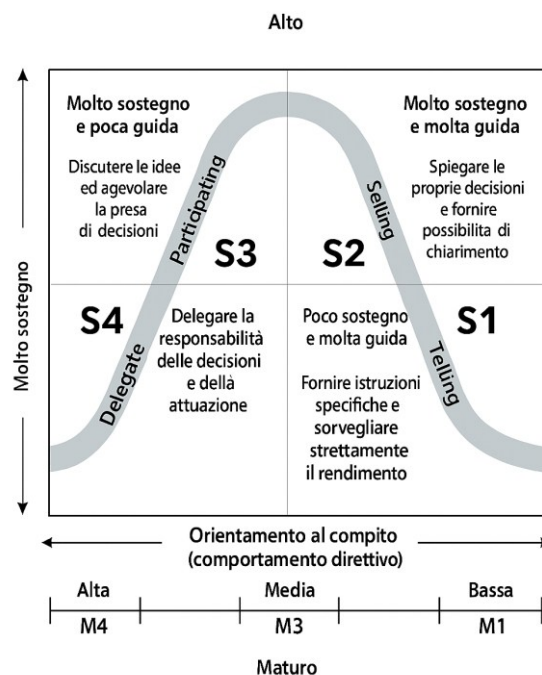 Alto
Molto sostegno
e poca guida
Discutere le idee
ed agevolare
la presa
di decisioni
Participating
S3
Molto sostegno
e molta guida
Spiegare le
proprie decisioni
e fornire
possibilita di
chiarimento
Selling
S2
Molto sostegno
S4
Delegate
Delegare la
responsabilità
delle decisioni
e dellà
attuazione
Poco sostegno
e molta guida
Fornire istruzioni
specifiche e
sorvegliare
strettamente
il rendimento
S1
Telling
Orientamento al compito
(comportamento direttivo)
Alta Media Bassa
M4 M3 M1
Maturo